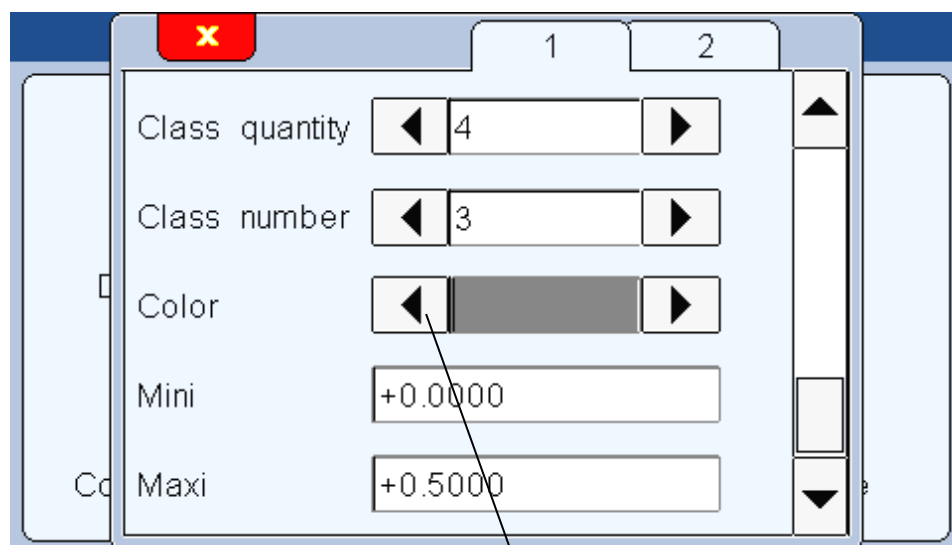 x
1 2
Class quantity 4
Class number 3
Color
Mini +0.0000
Maxi +0.5000